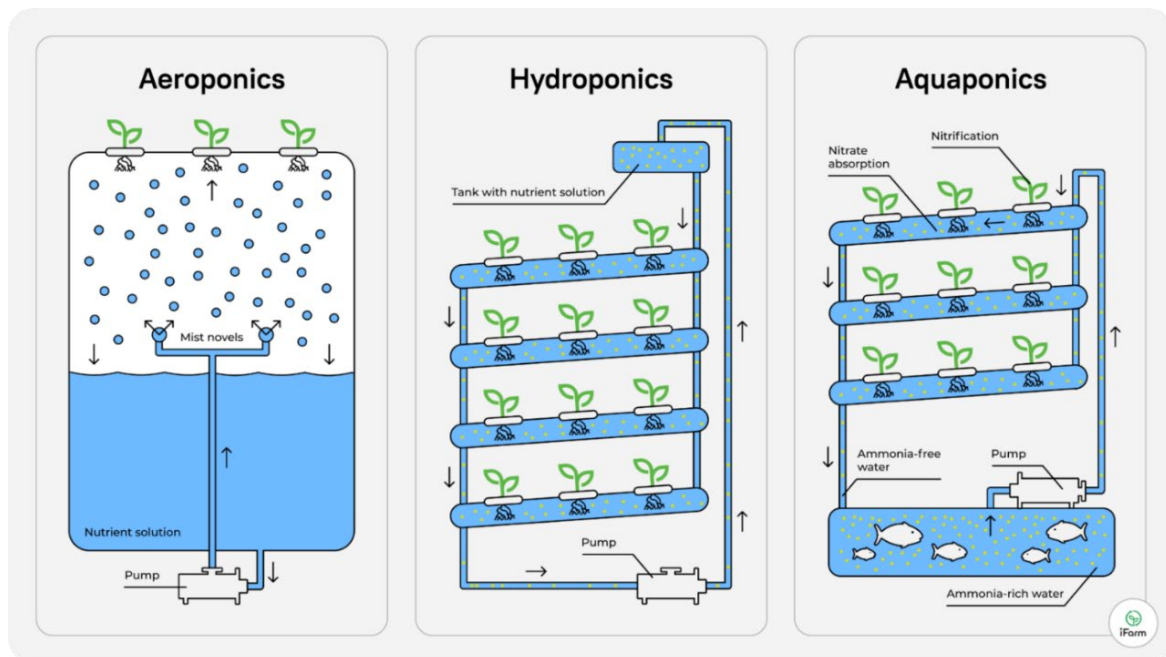 Aeroponics
Mist novels
Nutrient solution
Pump
Hydroponics
Tank with nutrient solution
Pump
Aquaponics
Nitrification
Nitrate
absorption
Ammonia-free
water
Pump
Ammonia-rich water
iFarm